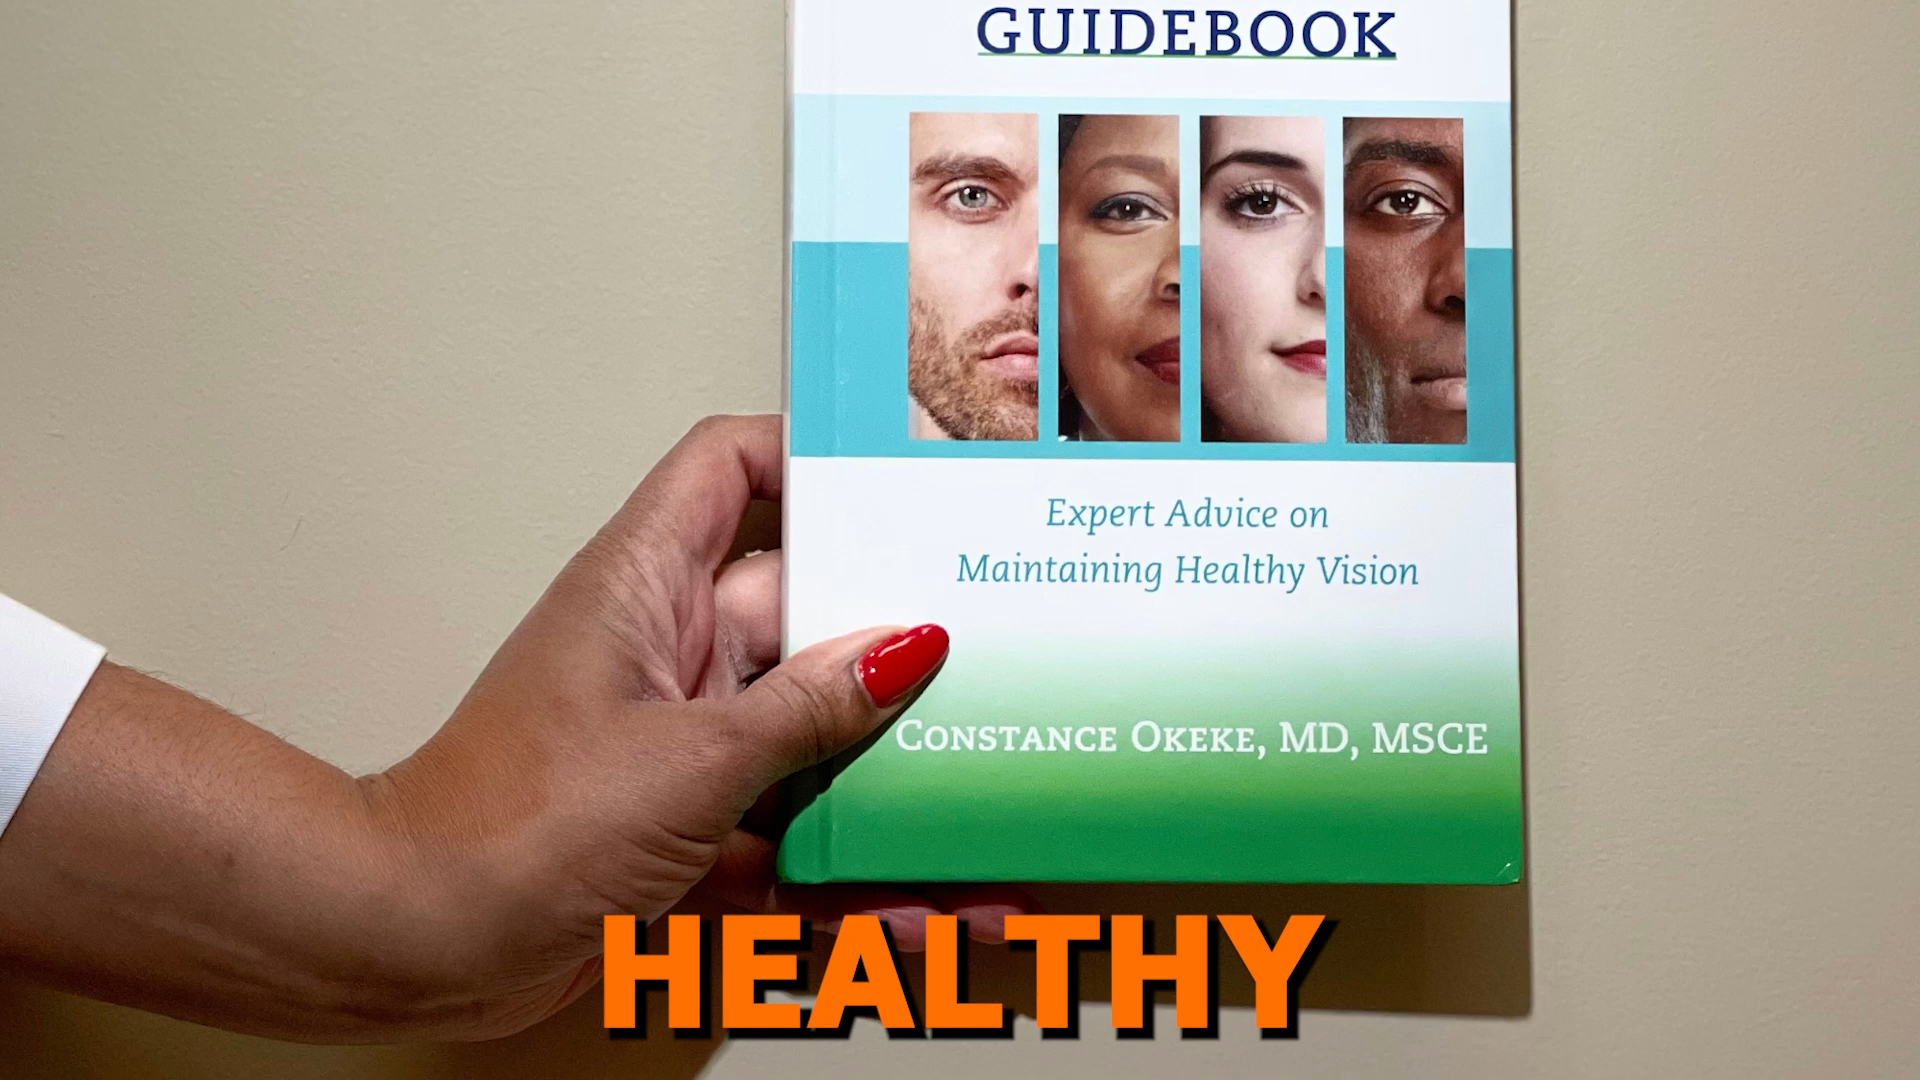 GUIDEBOOK
Expert Advice on
Maintaining Healthy Vision
CONSTANCE OKEKE, MD, MSCE
HEALTHY